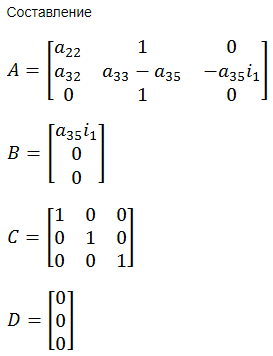 Составление
A = [a₂₂ 1 0
a₃₂ a₃₃ − a₃₅ −a₃₅i₁
0 1 0]
B = [a₃₅i₁
0
0]
C = [1 0 0
0 1 0
0 0 1]
D = [0
0
0]